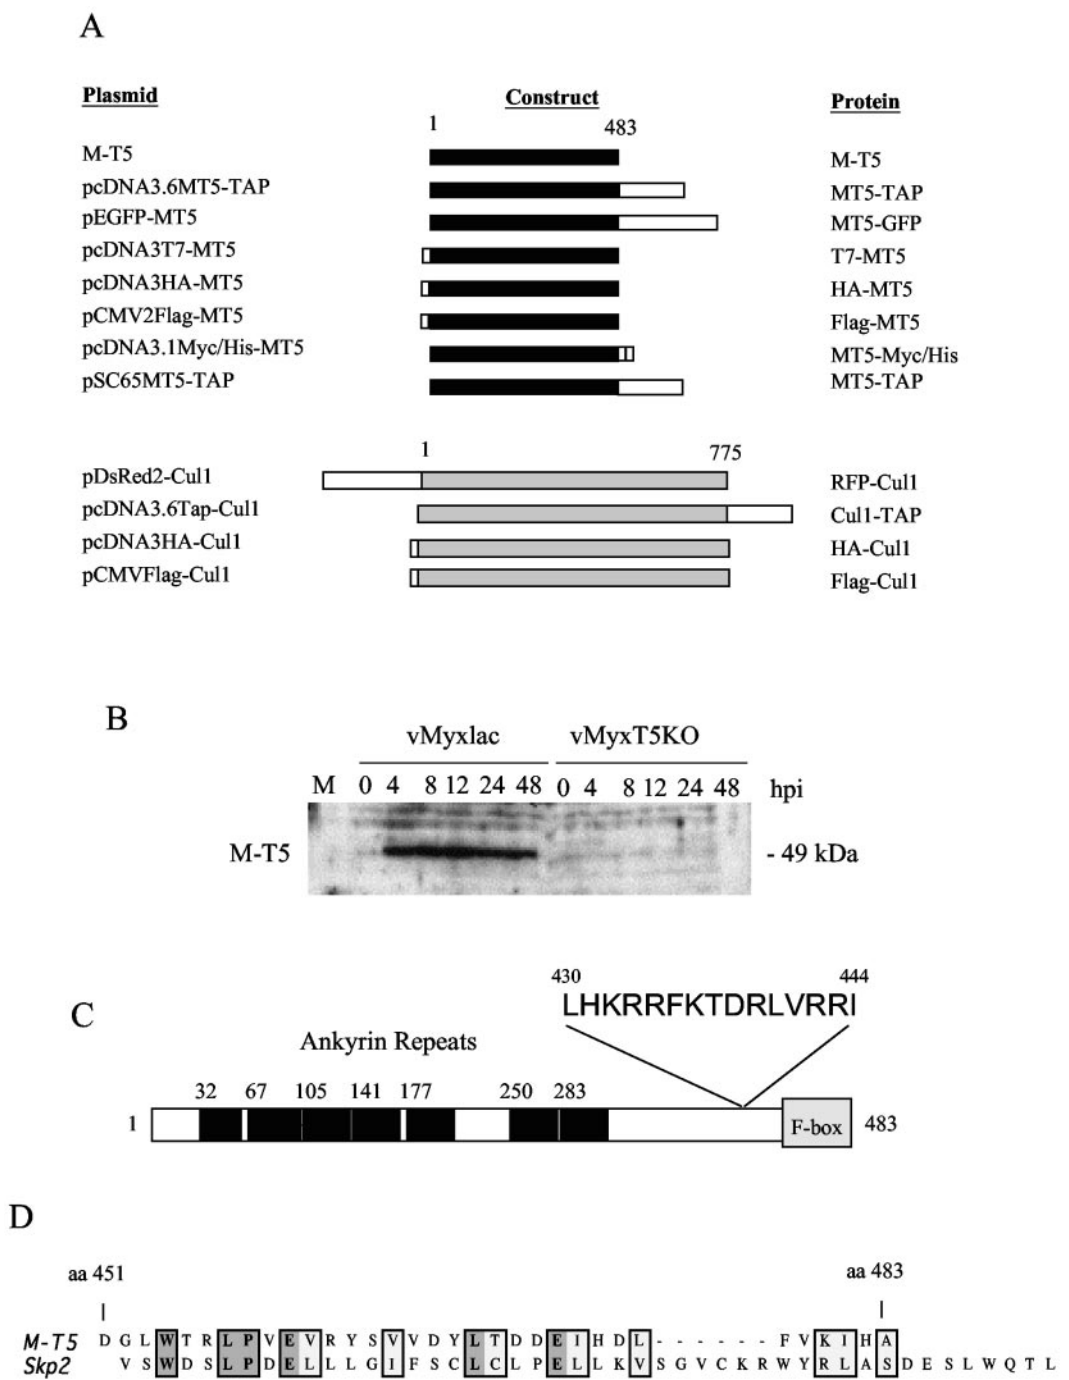 A
Plasmid Construct Protein
1 483
M-T5 M-T5
pcDNA3.6MT5-TAP MT5-TAP
pEGFP-MT5 MT5-GFP
pcDNA3T7-MT5 T7-MT5
pcDNA3HA-MT5 HA-MT5
pCMV2Flag-MT5 Flag-MT5
pcDNA3.1Myc/His-MT5 MT5-Myc/His
pSC65MT5-TAP MT5-TAP
1 775
pDsRed2-Cul1 RFP-Cul1
pcDNA3.6Tap-Cul1 Cul1-TAP
pcDNA3HA-Cul1 HA-Cul1
pCMVFlag-Cul1 Flag-Cul1
B
vMyxlac vMyxT5KO
M 0 4 8 12 24 48 0 4 8 12 24 48 hpi
M-T5 - 49 kDa
C
430 444
LHKRRFKTDRLVRRI
Ankyrin Repeats
32 67 105 141 177 250 283
1 F-box 483
D
aa 451 aa 483
M-T5 D G L W T R L P V E V R Y S V V D Y L T D D E I H D L - - - - - - F V K I H A
Skp2 V S W D S L P D E L L L G I F S C L C L P E L L K V S G V C K R W Y R L A S D E S L W Q T L